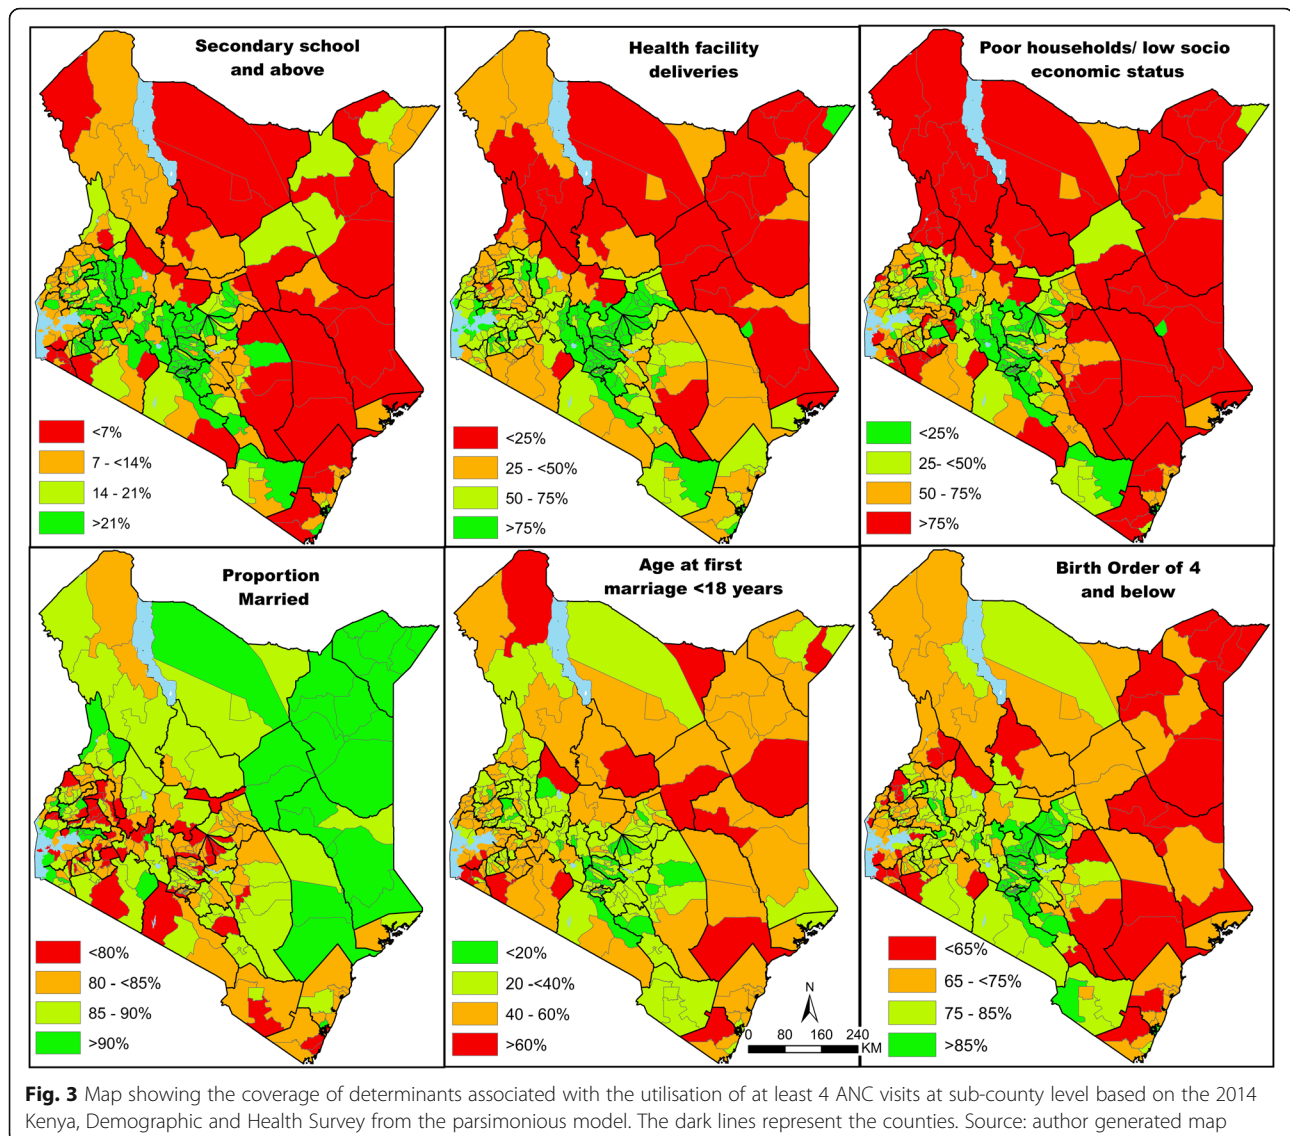 Secondary school
and above
<7%
7 - <14%
14 - 21%
>21%
Health facility
deliveries
<25%
25 - <50%
50 - 75%
>75%
Poor households/ low socio
economic status
<25%
25- <50%
50 - 75%
>75%
Proportion
Married
<80%
80 - <85%
85 - 90%
>90%
Age at first
marriage <18 years
<20%
20 -<40%
40 - 60%
>60%
N
0 80 160 240
KM
Birth Order of 4
and below
<65%
65 - <75%
75 - 85%
>85%
Fig. 3 Map showing the coverage of determinants associated with the utilisation of at least 4 ANC visits at sub-county level based on the 2014
Kenya, Demographic and Health Survey from the parsimonious model. The dark lines represent the counties. Source: author generated map